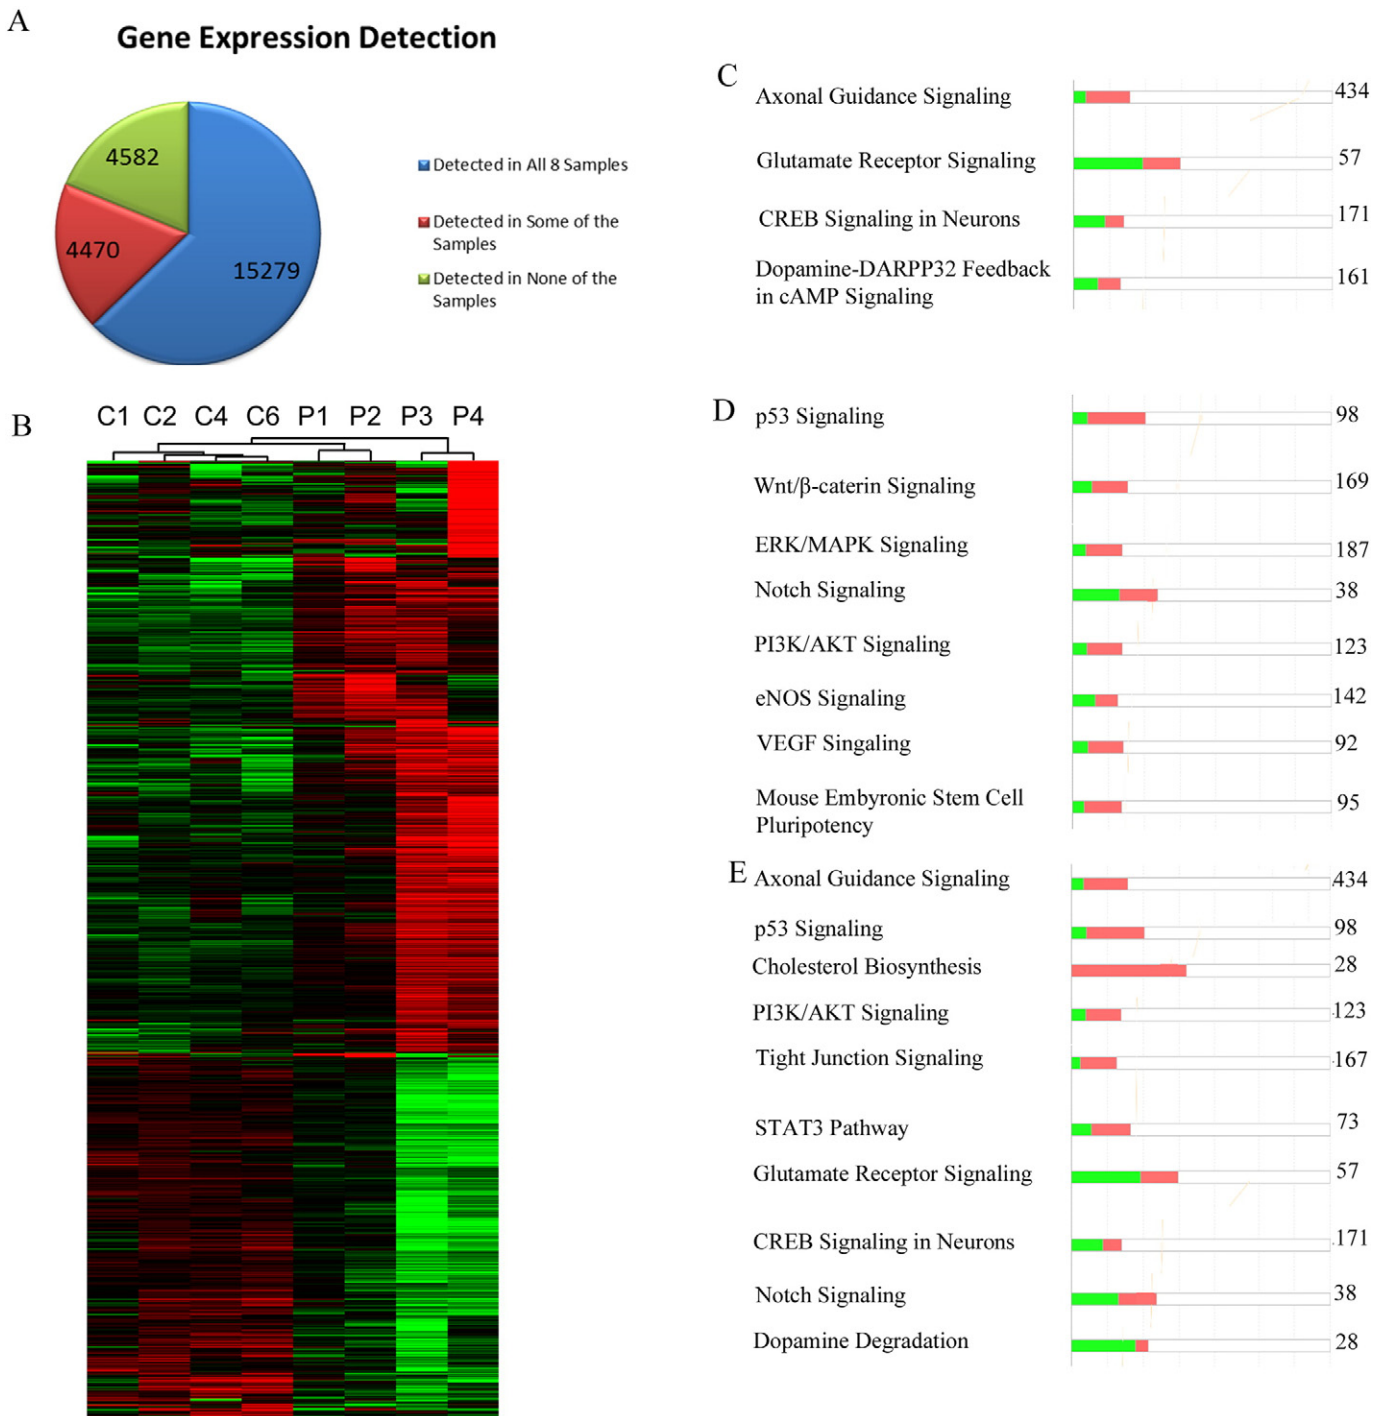 A
Gene Expression Detection
4582
4470
15279
Detected in All 8 Samples
Detected in Some of the
Samples
Detected in None of the
Samples
B
C1 C2 C4 C6 P1 P2 P3 P4
C
Axonal Guidance Signaling 434
Glutamate Receptor Signaling 57
CREB Signaling in Neurons 171
Dopamine-DARPP32 Feedback
in cAMP Signaling 161
D
p53 Signaling 98
Wnt/β-caterin Signaling 169
ERK/MAPK Signaling 187
Notch Signaling 38
PI3K/AKT Signaling 123
eNOS Signaling 142
VEGF Singaling 92
Mouse Embyronic Stem Cell
Pluripotency 95
E
Axonal Guidance Signaling 434
p53 Signaling 98
Cholesterol Biosynthesis 28
PI3K/AKT Signaling 123
Tight Junction Signaling 167
STAT3 Pathway 73
Glutamate Receptor Signaling 57
CREB Signaling in Neurons 171
Notch Signaling 38
Dopamine Degradation 28